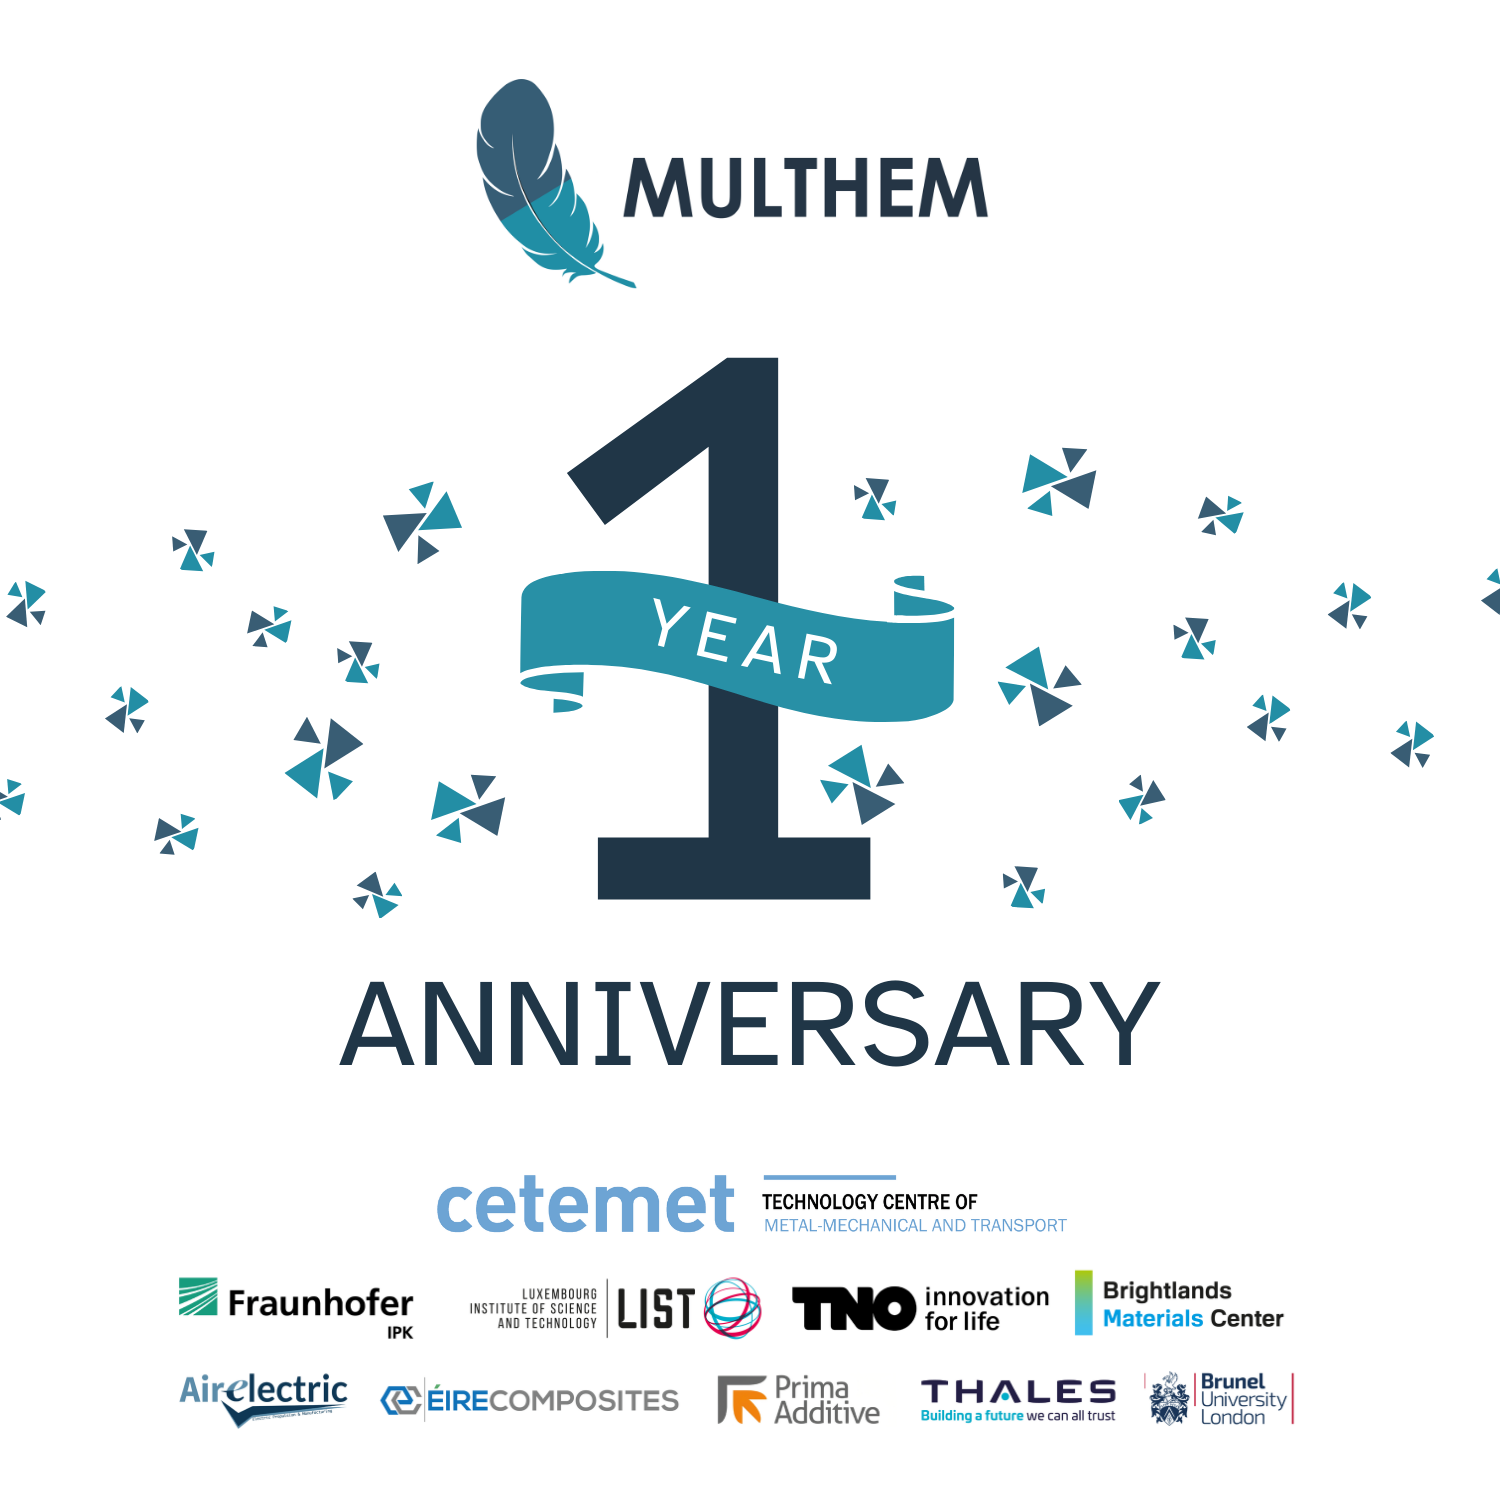 MULTHEM
1
YEAR
ANNIVERSARY
cetemet
TECHNOLOGY CENTRE OF
METAL-MECHANICAL AND TRANSPORT
Fraunhofer
IPK
LUXEMBOURG
INSTITUTE OF SCIENCE
AND TECHNOLOGY
LIST
TNO
innovation
for life
Brightlands
Materials Center
Airelectric
ÉIRECOMPOSITES
Prima
Additive
THALES
Building a future we can all trust
Brunel
University
London